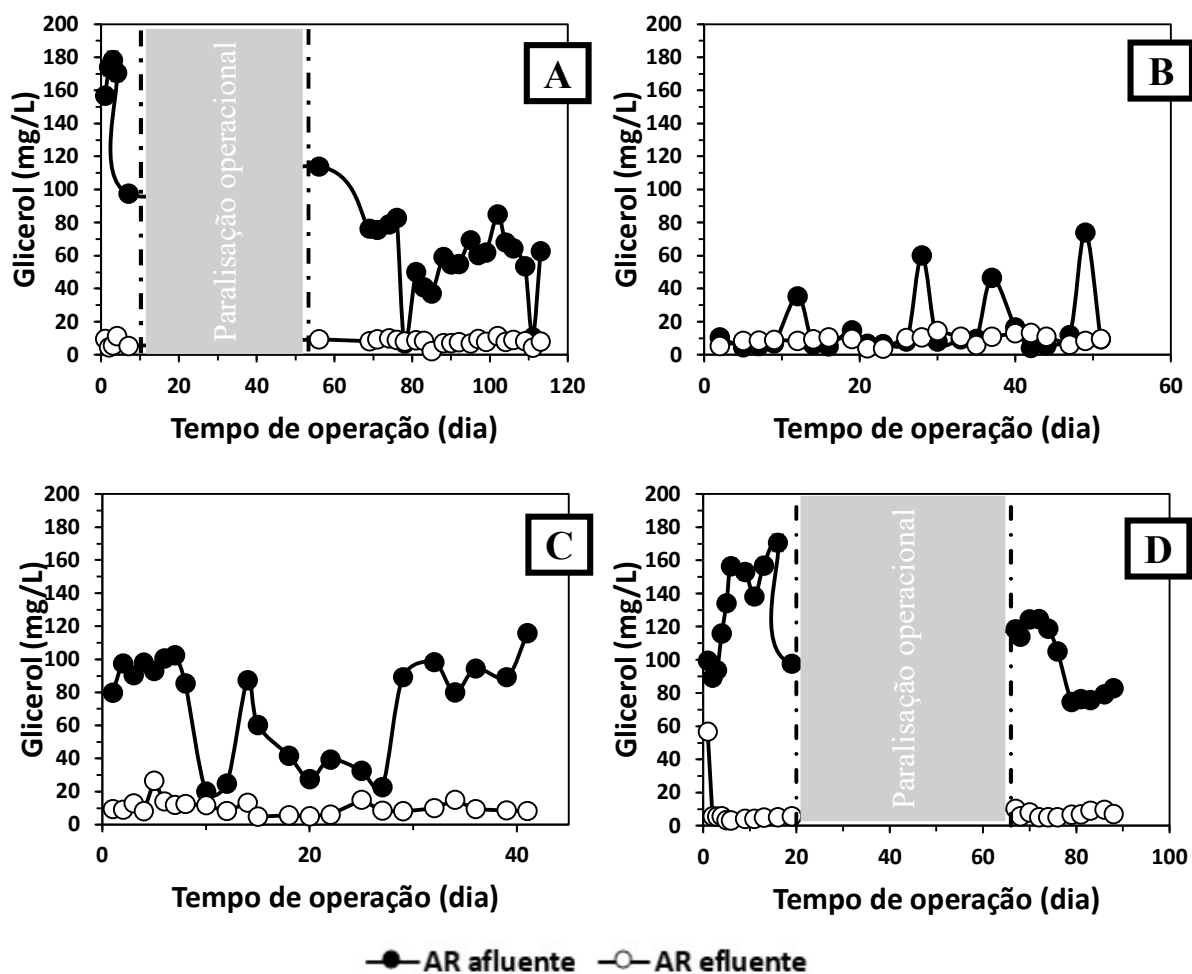 A
Glicerol (mg/L)
200
180
160
140
120
100
80
60
40
20
0
Paralisação operacional
0 20 40 60 80 100 120
Tempo de operação (dia)
B
Glicerol (mg/L)
200
180
160
140
120
100
80
60
40
20
0
0 20 40 60
Tempo de operação (dia)
C
Glicerol (mg/L)
200
180
160
140
120
100
80
60
40
20
0
0 20 40
Tempo de operação (dia)
D
Glicerol (mg/L)
200
180
160
140
120
100
80
60
40
20
0
Paralisação operacional
0 20 40 60 80 100
Tempo de operação (dia)
AR afluente AR efluente